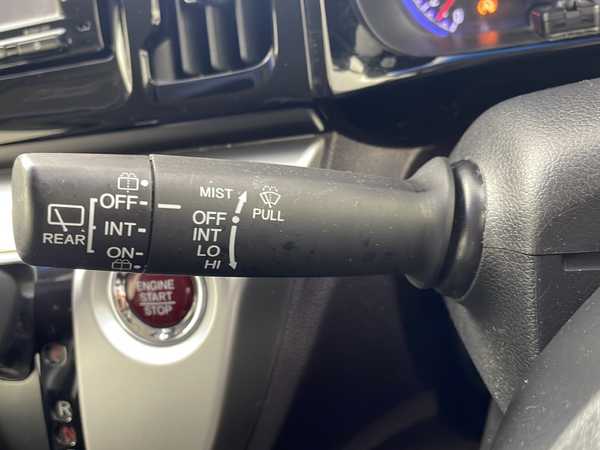 MIST
OFF
INT
LO
HI
PULL
OFF
INT
ON
REAR
ENGINE
START
STOP
R